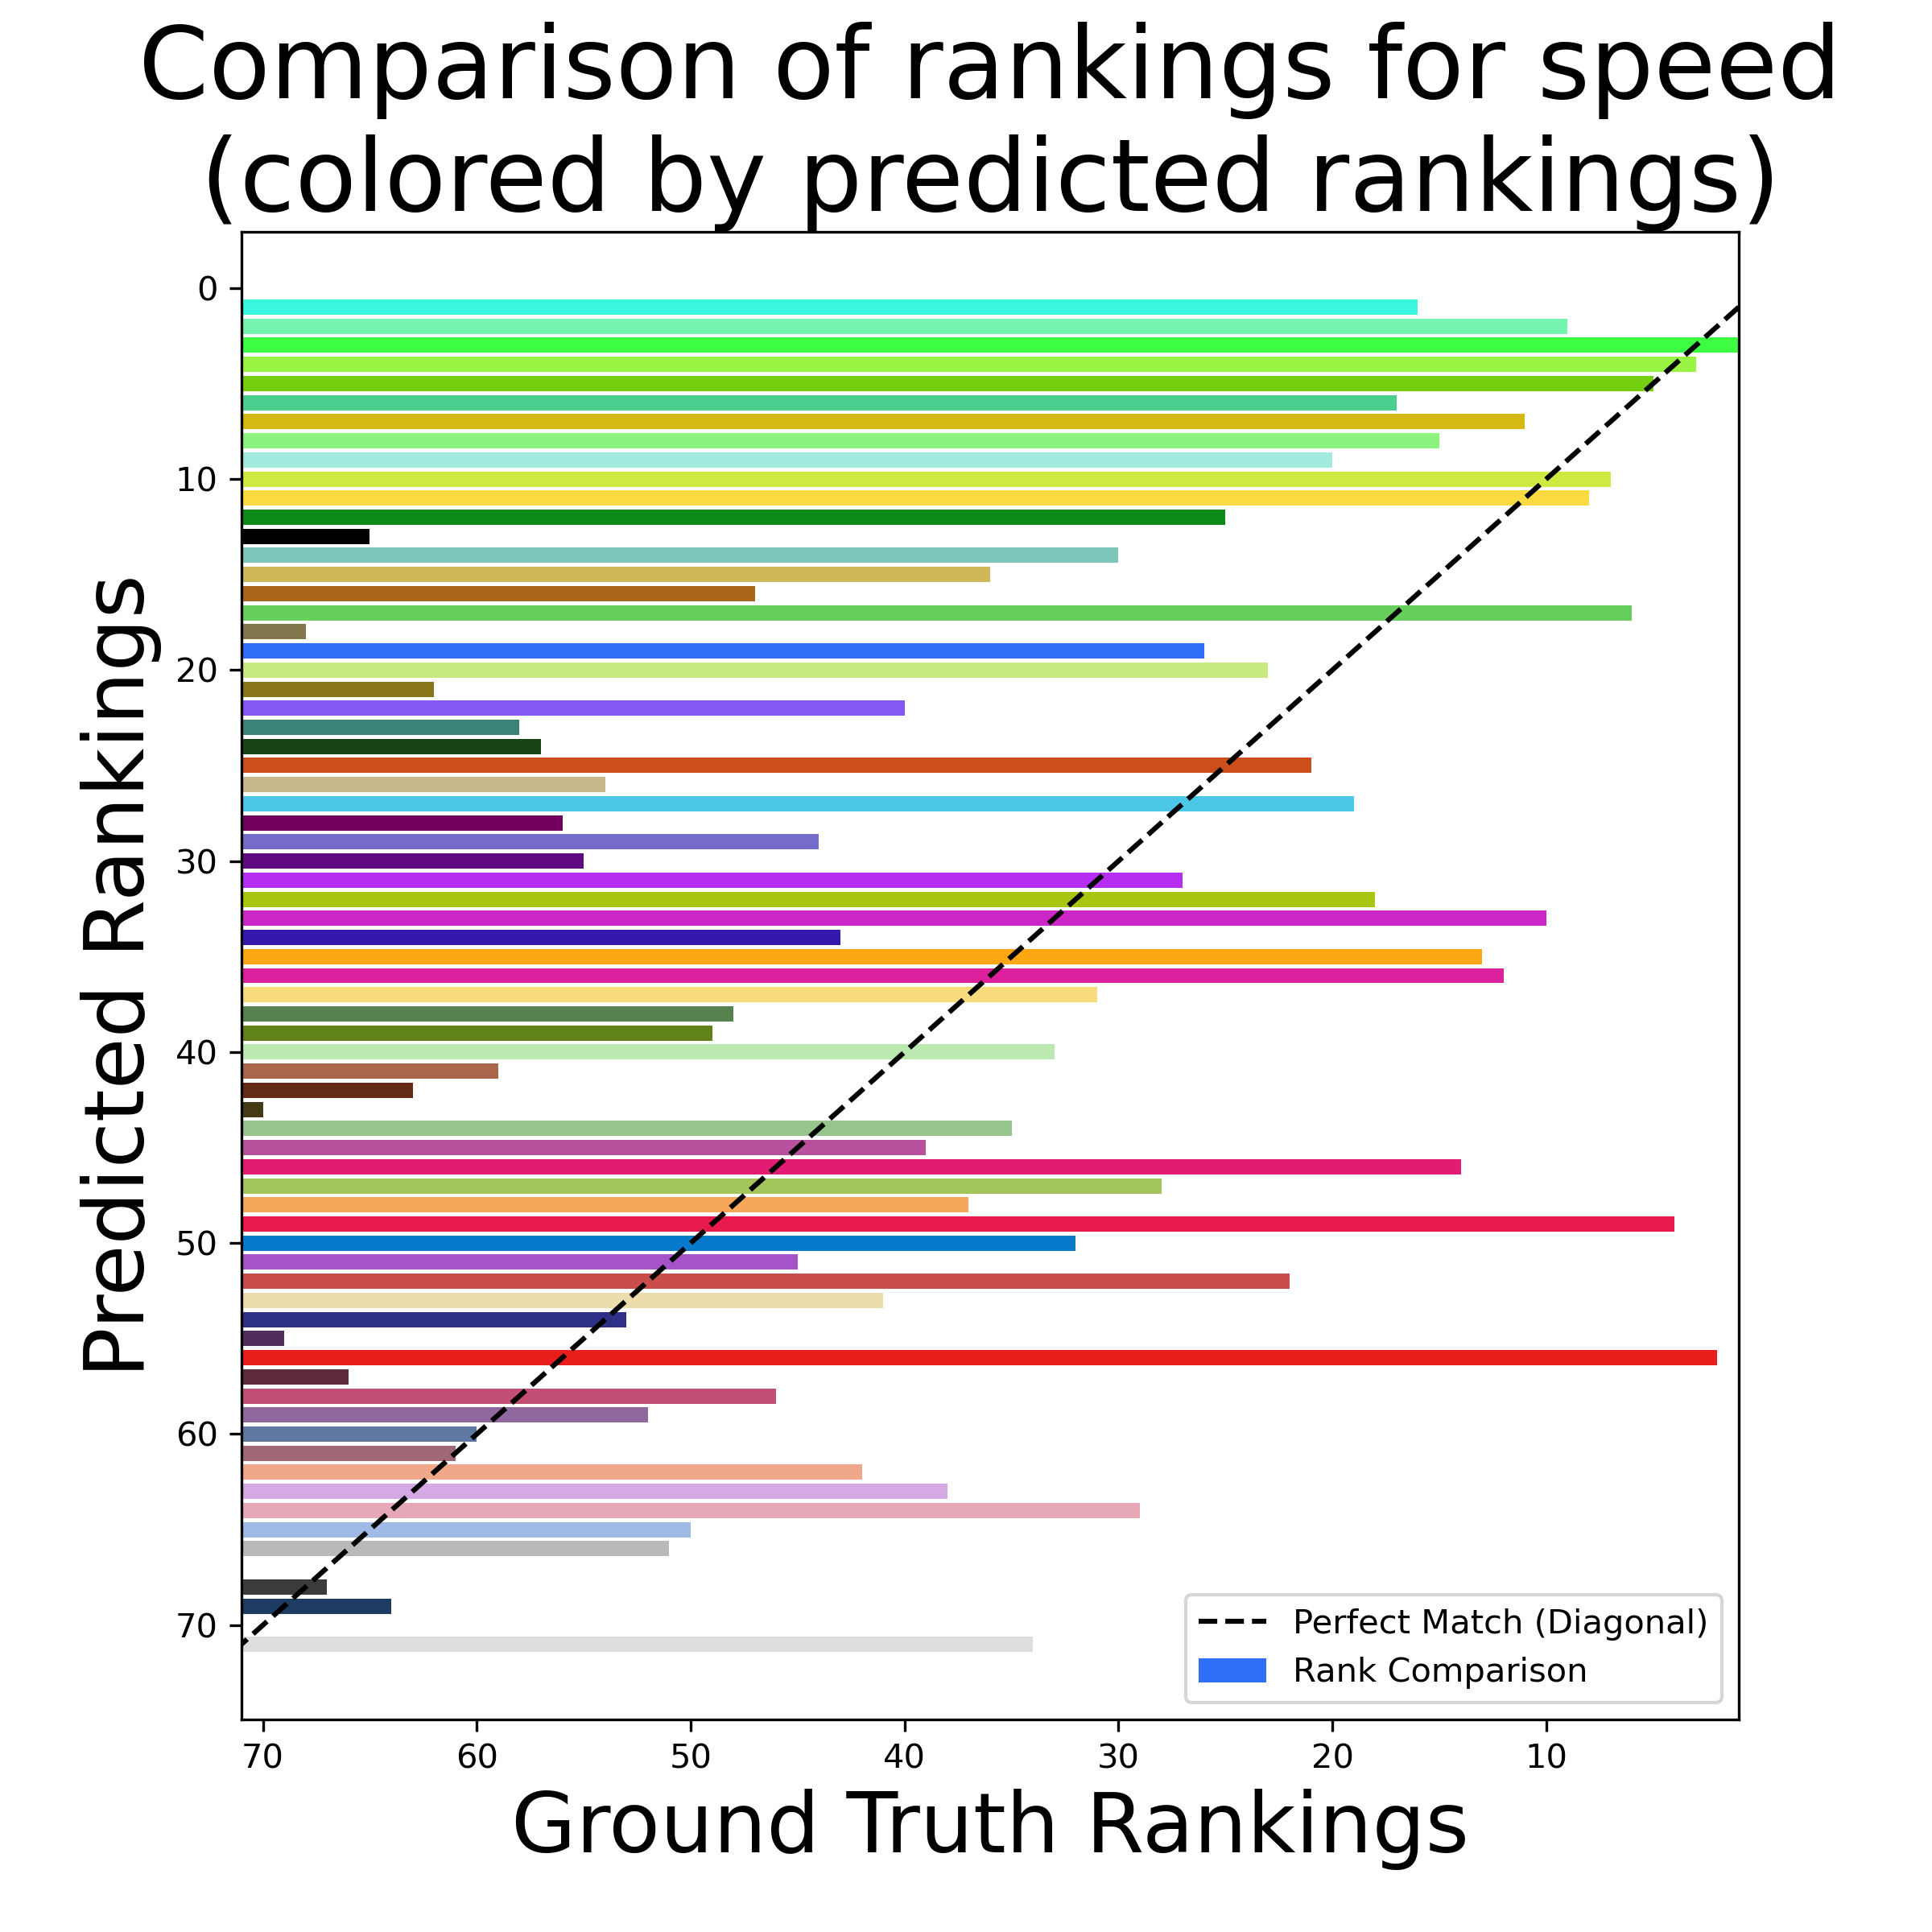 Comparison of rankings for speed
(colored by predicted rankings)
Predicted Rankings
0
10
20
30
40
50
60
70
70 60 50 40 30 20 10
Ground Truth Rankings
Perfect Match (Diagonal)
Rank Comparison